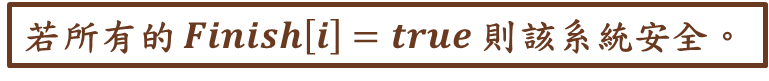 若所有的 Finish[i] = true 則該系統安全。